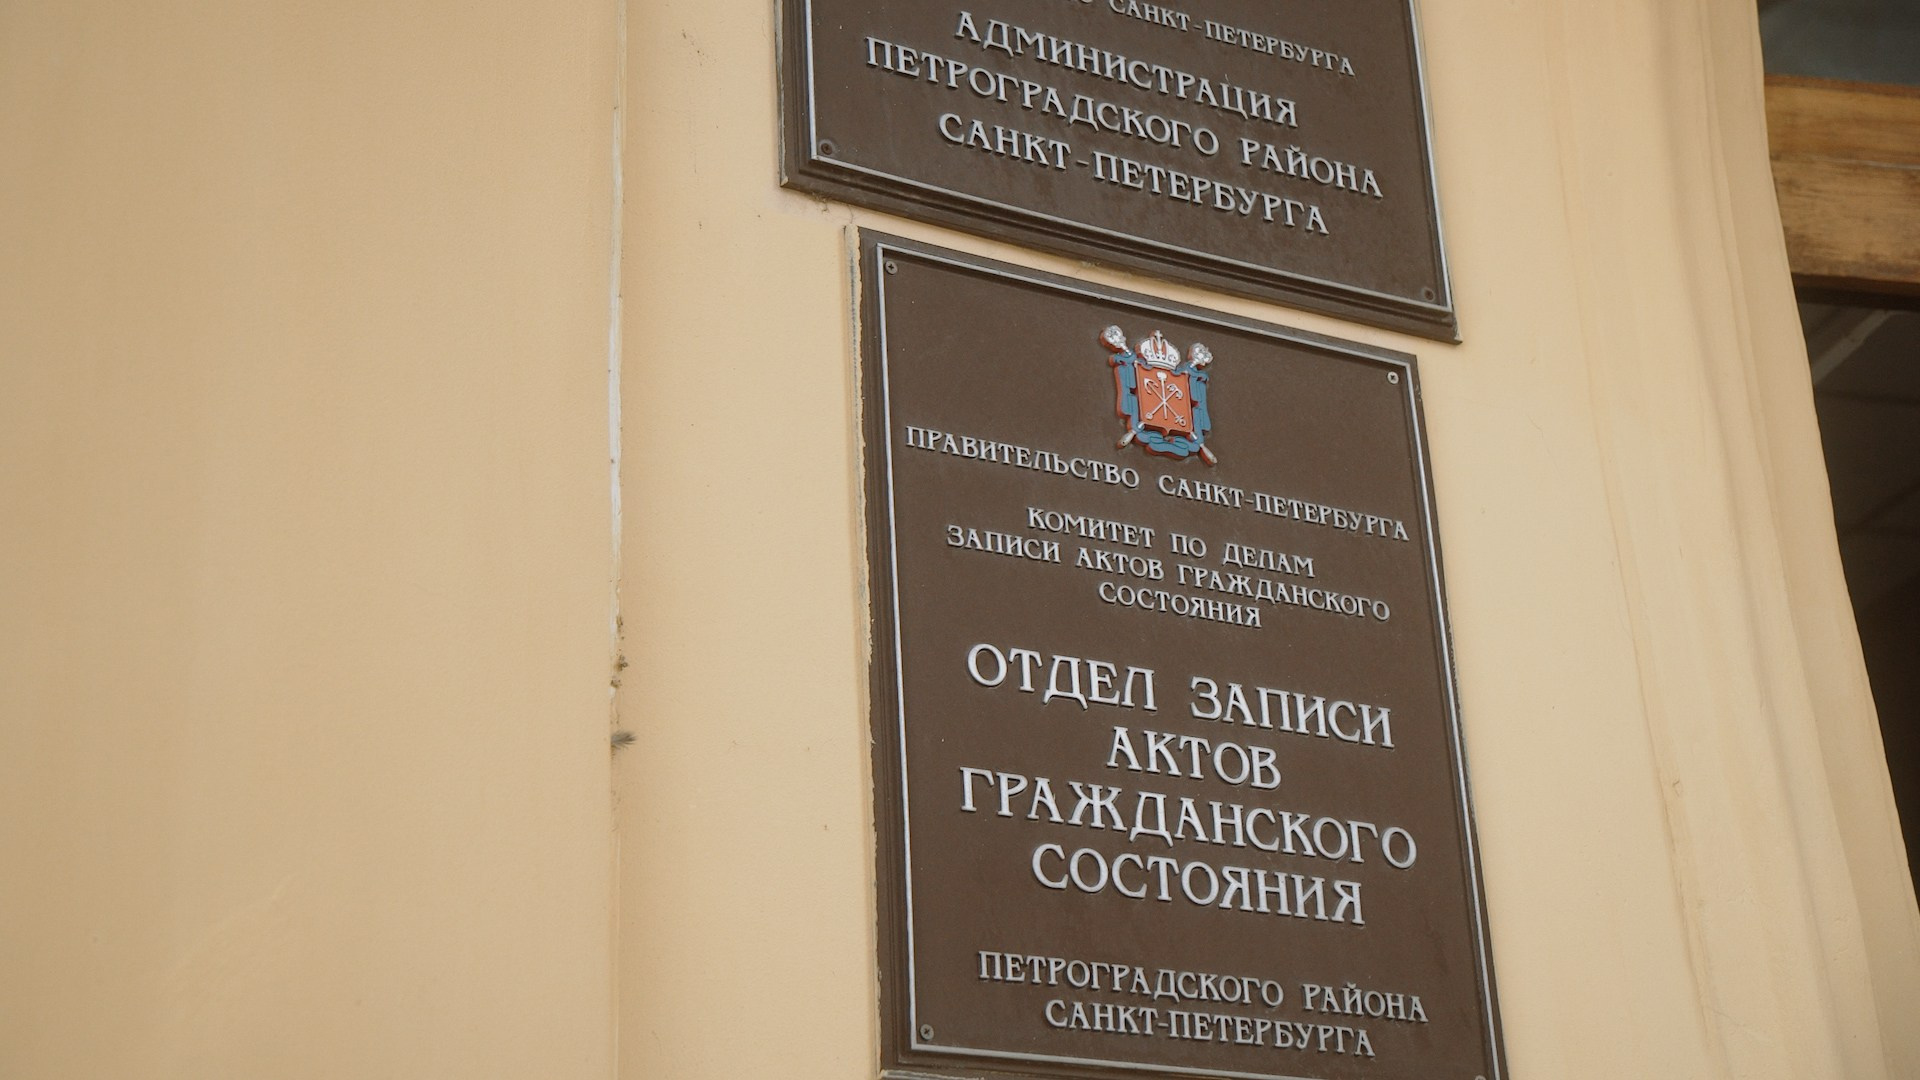 САНКТ-ПЕТЕРБУРГА
АДМИНИСТРАЦИЯ
ПЕТРОГРАДСКОГО РАЙОНА
САНКТ-ПЕТЕРБУРГА
ПРАВИТЕЛЬСТВО САНКТ-ПЕТЕРБУРГА
КОМИТЕТ ПО ДЕЛАМ
ЗАПИСИ АКТОВ ГРАЖДАНСКОГО
СОСТОЯНИЯ
ОТДЕЛ ЗАПИСИ
АКТОВ
ГРАЖДАНСКОГО
СОСТОЯНИЯ
ПЕТРОГРАДСКОГО РАЙОНА
САНКТ-ПЕТЕРБУРГА